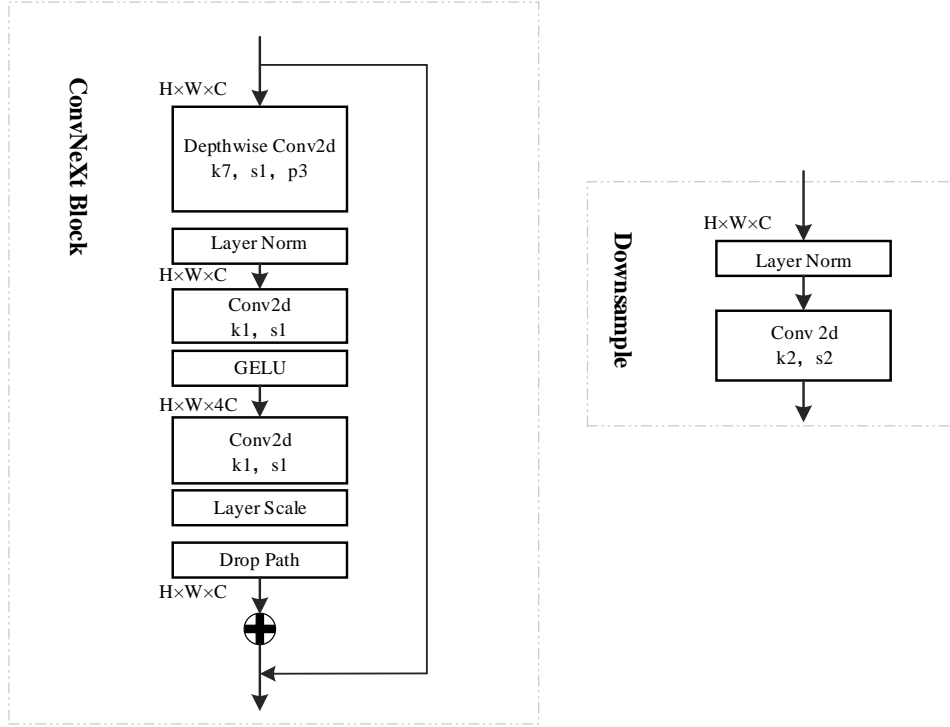 ConvNeXt Block
H×W×C
Depthwise Conv2d
k7, s1, p3
Layer Norm
H×W×C
Conv2d
k1, s1
GELU
H×W×4C
Conv2d
k1, s1
Layer Scale
Drop Path
H×W×C
Downsample
H×W×C
Layer Norm
Conv 2d
k2, s2